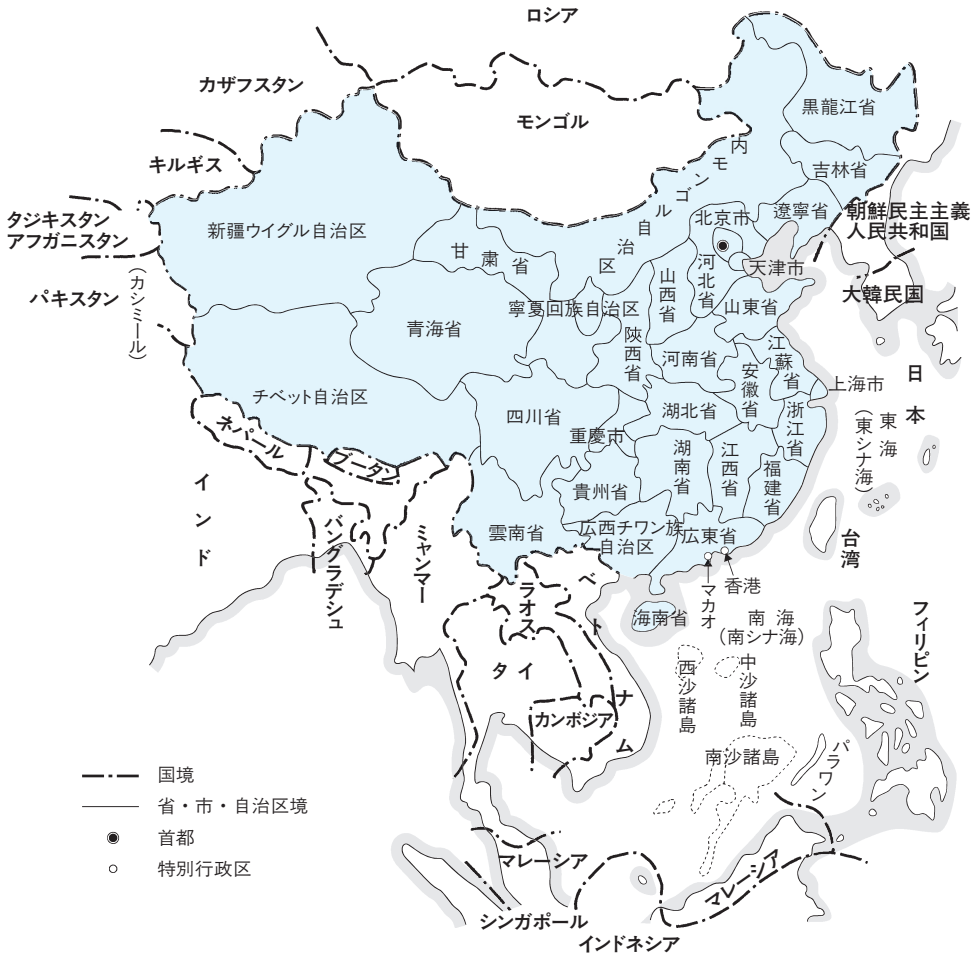 ロシア
カザフスタン
モンゴル
キルギス
タジキスタン
アフガニスタン
パキスタン
(カシミール)
黒龍江省
吉林省
遼寧省
内モンゴル自治区
北京市
天津市
朝鮮民主主義
人民共和国
大韓民国
日本
新疆ウイグル自治区
甘粛省
青海省
寧夏回族自治区
陝西省
山西省
河北省
山東省
河南省
江蘇省
安徽省
上海市
浙江省
チベット自治区
四川省
重慶市
湖北省
湖南省
江西省
福建省
貴州省
雲南省
広西チワン族
自治区
広東省
海南省
マカオ
香港
台湾
東海
(東シナ海)
南海
(南シナ海)
西沙諸島
中沙諸島
南沙諸島
パラワン
フィリピン
ネパール
ブータン
インド
バングラデシュ
ミャンマー
ラオス
ベトナム
タイ
カンボジア
マレーシア
マレーシア
シンガポール
インドネシア
国境
省・市・自治区境
首都
特別行政区